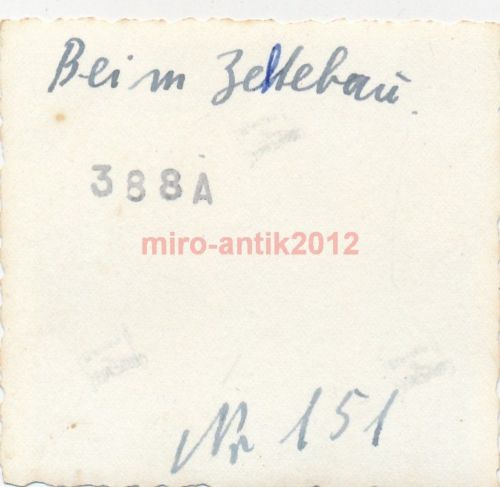 Beim Zeltebau.
388A
miro-antik2012
Nr 151